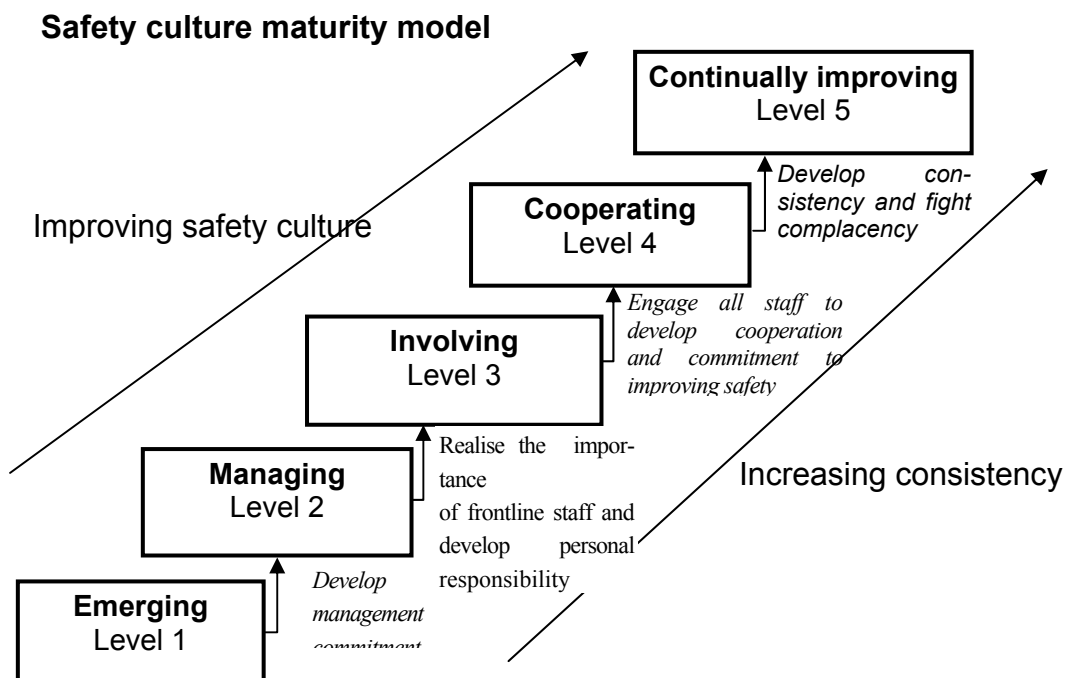 Safety culture maturity model
Continually improving
Level 5
Develop con-
sistency and fight
complacency
Improving safety culture
Cooperating
Level 4
Engage all staff to
develop cooperation
and commitment to
improving safety
Involving
Level 3
Realise the impor-
tance
of frontline staff and
develop personal
responsibility
Increasing consistency
Managing
Level 2
Develop
management
commitment
Emerging
Level 1